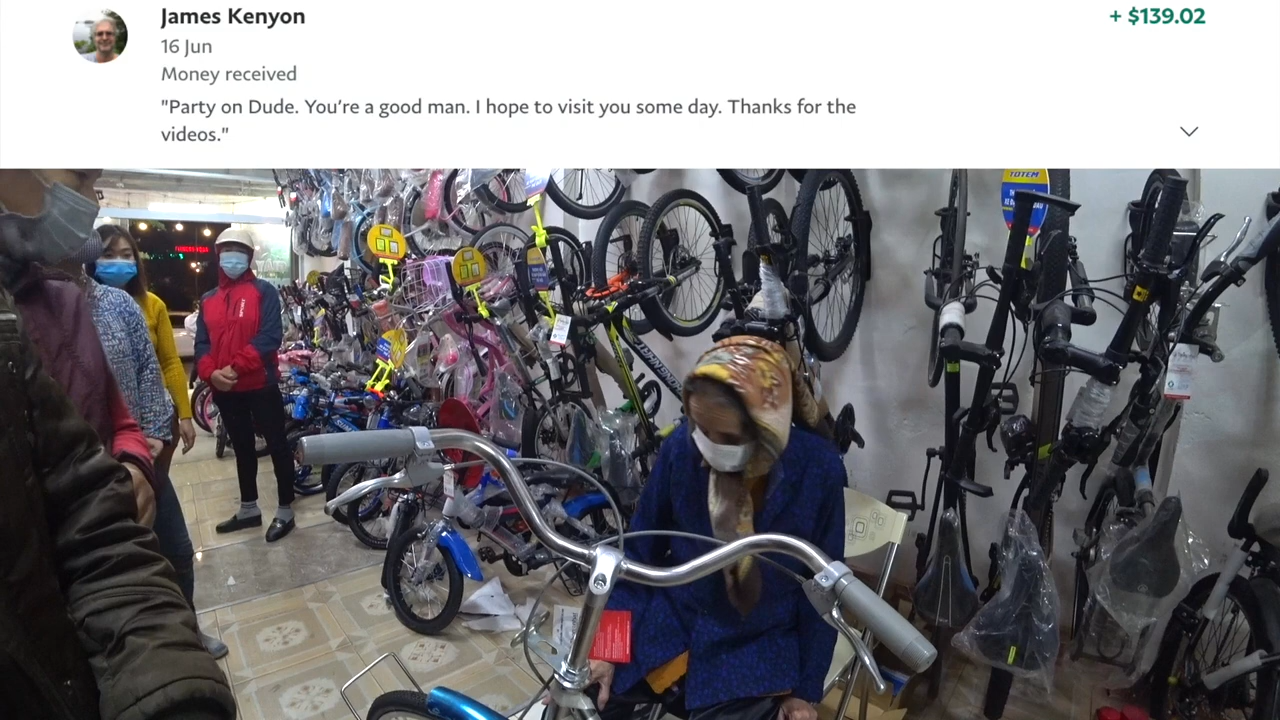 James Kenyon
+ $139.02
16 Jun
Money received
"Party on Dude. You’re a good man. I hope to visit you some day. Thanks for the
videos."
TOTEM
SPORT